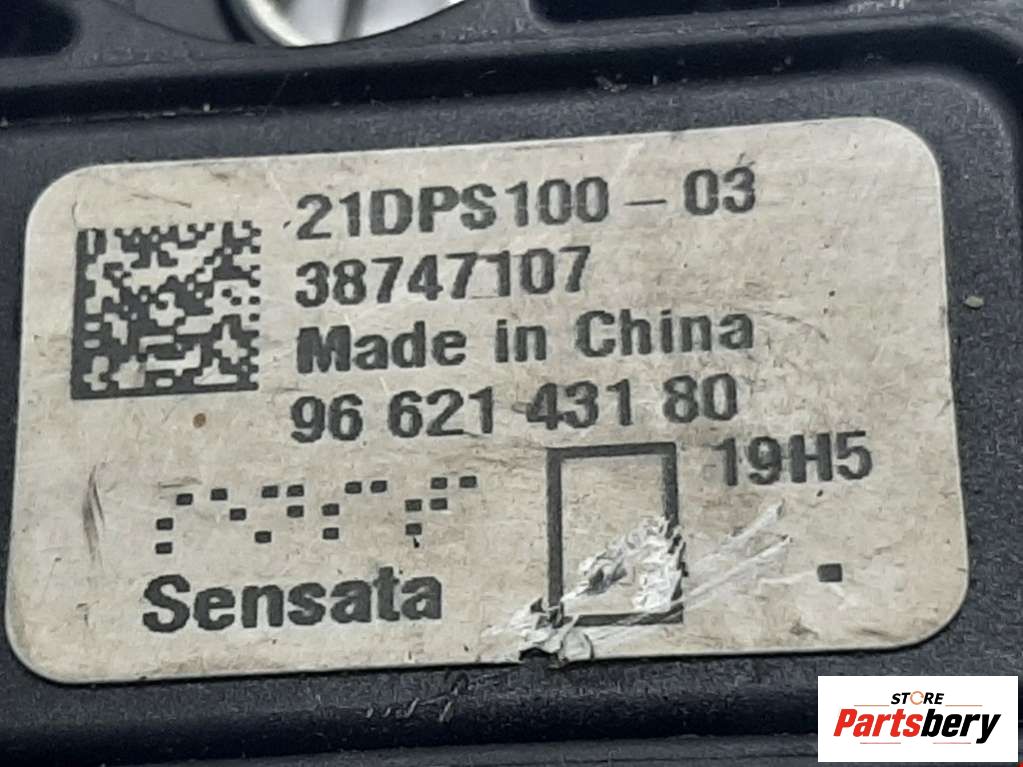 21DPS100-03
38747107
Made in China
96 621 431 80
19H5
Sensata
STORE
Partsbery